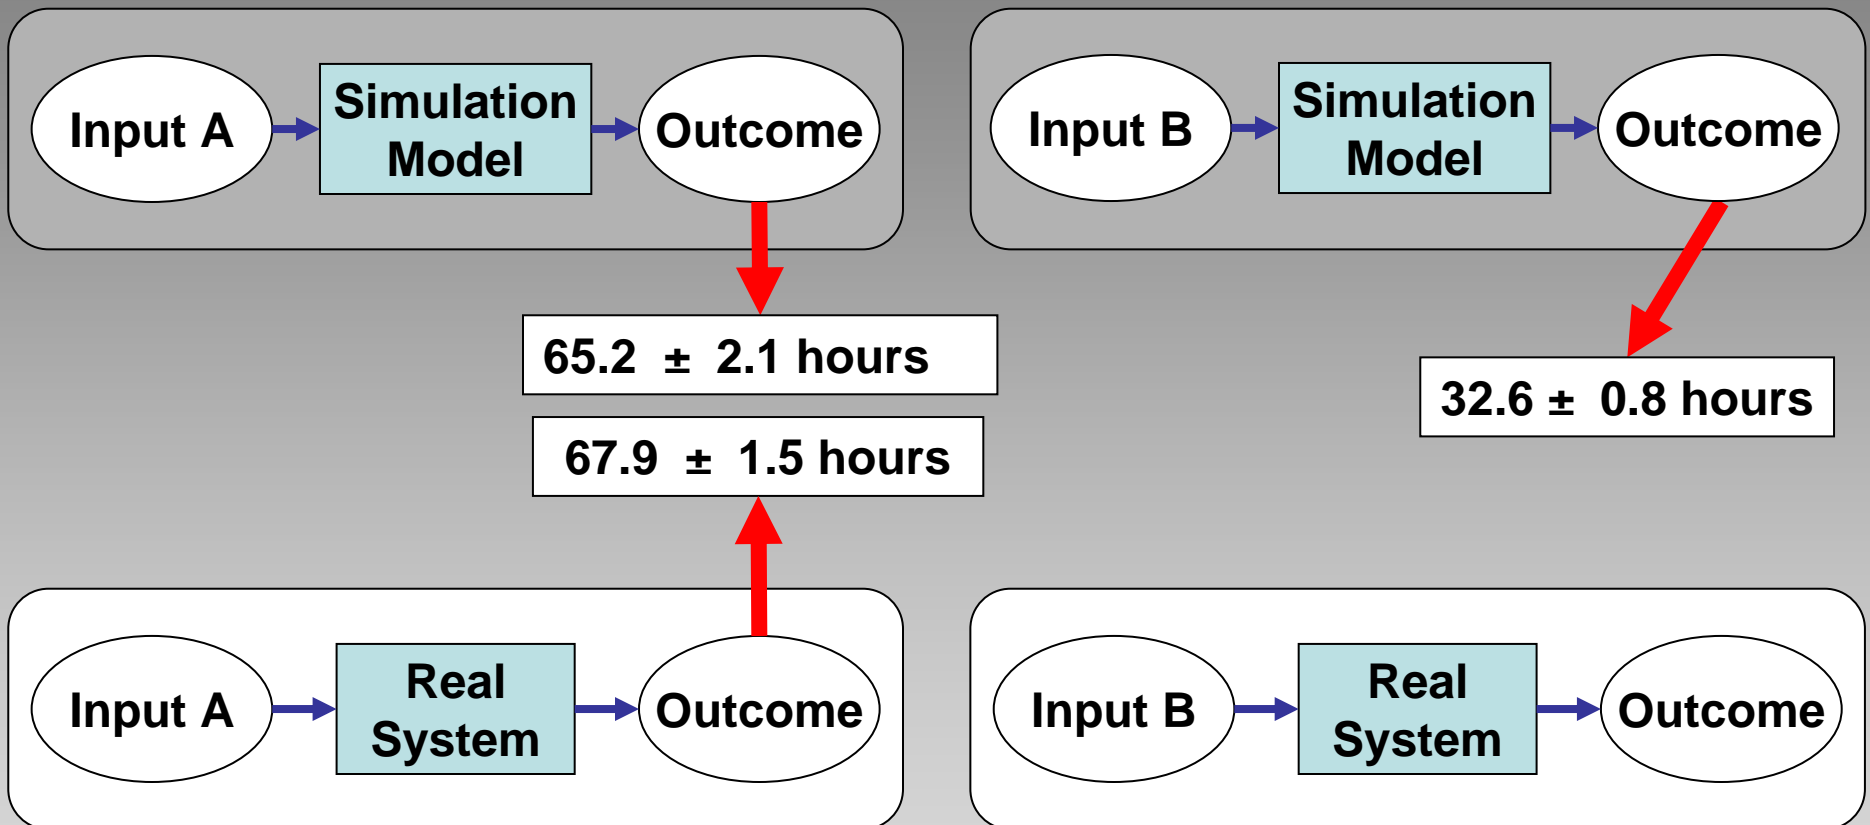 Input A
Simulation
Model
Outcome
Input B
Simulation
Model
Outcome
65.2 ± 2.1 hours
32.6 ± 0.8 hours
67.9 ± 1.5 hours
Input A
Real
System
Outcome
Input B
Real
System
Outcome